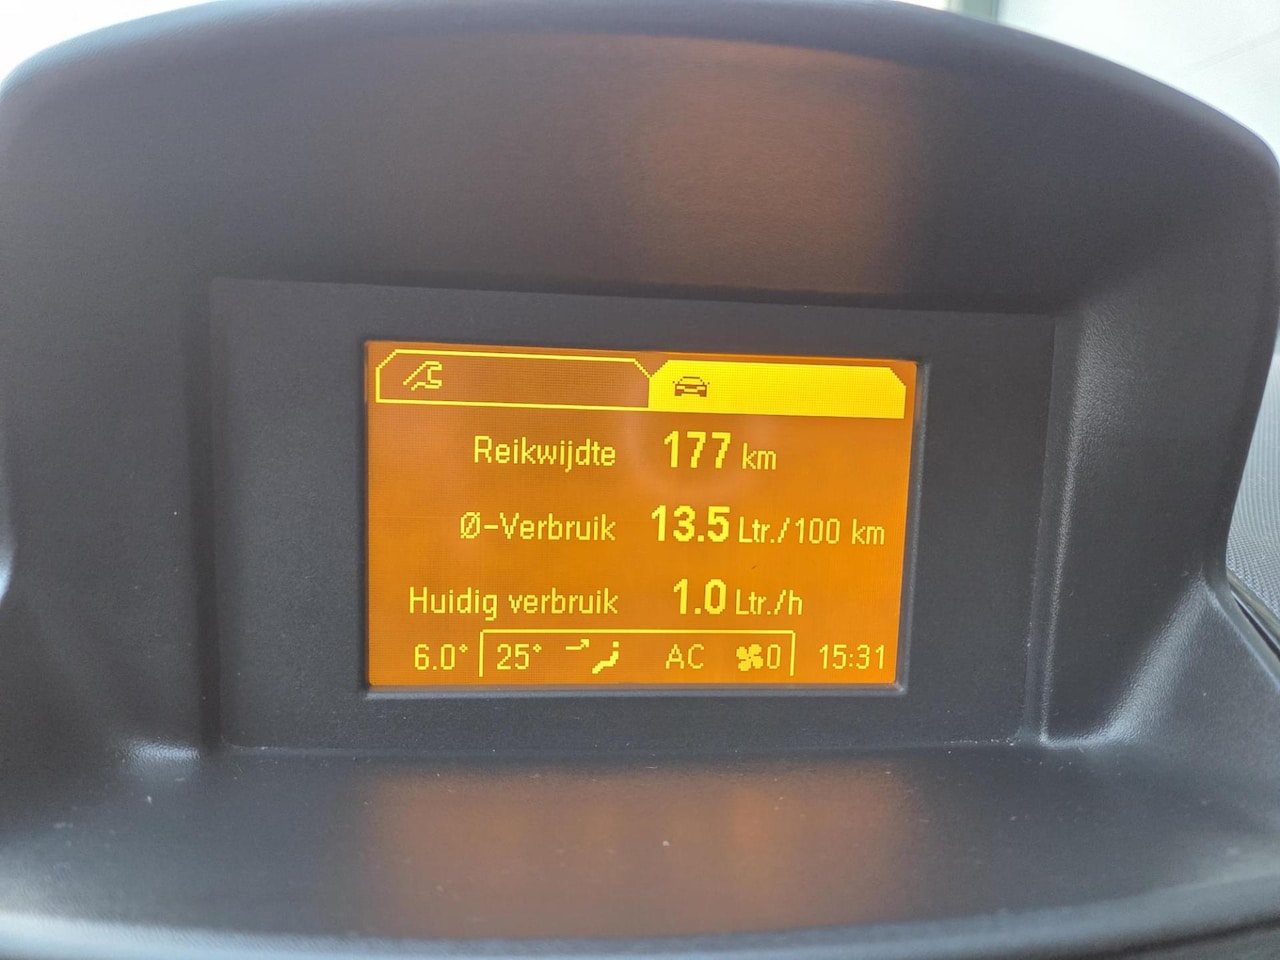 Reikwijdte 177 km
Ø-Verbruik 13.5 Ltr./100 km
Huidig verbruik 1.0 Ltr./h
6.0° 25° AC 0 15:31